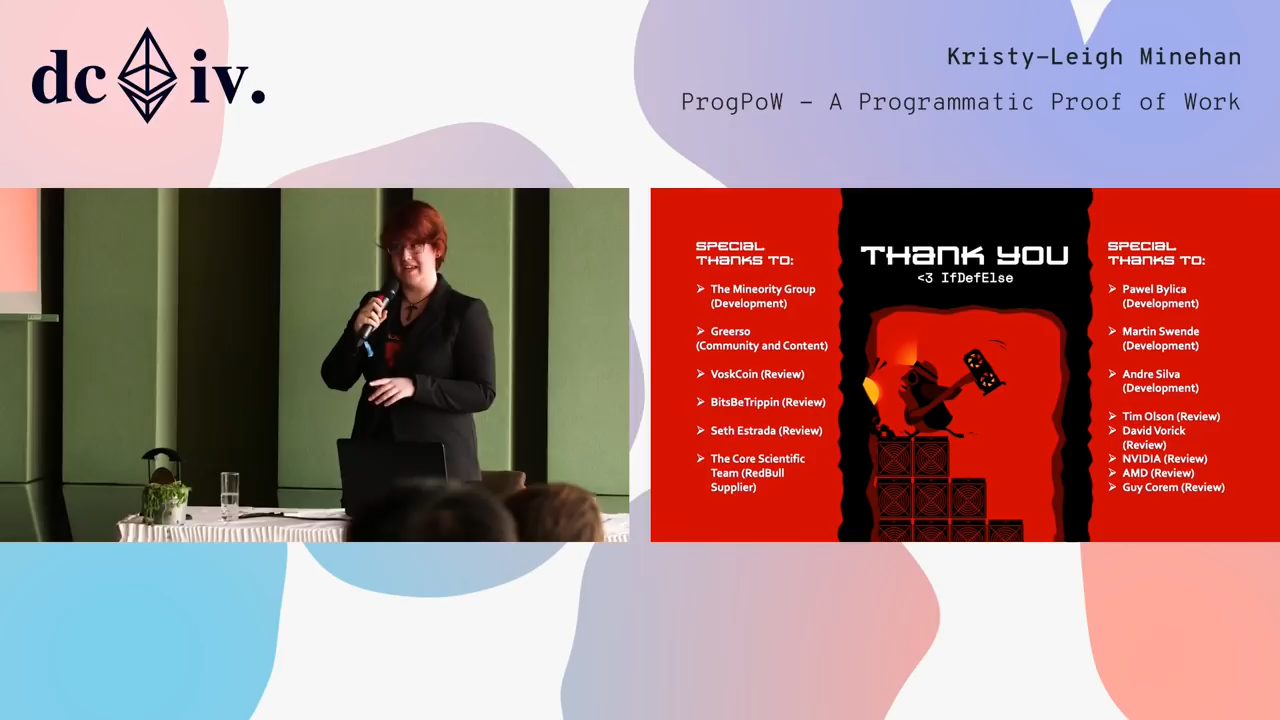 dc iv.
Kristy-Leigh Minehan
ProgPoW - A Programmatic Proof of Work
SPECIAL
THANKS TO:
➢ The Mineority Group
(Development)
➢ Greerso
(Community and Content)
➢ VoskCoin (Review)
➢ BitsBeTrippin (Review)
➢ Seth Estrada (Review)
➢ The Core Scientific
Team (RedBull
Supplier)
THANK YOU
<3 IfDefElse
SPECIAL
THANKS TO:
➢ Pawel Bylica
(Development)
➢ Martin Swende
(Development)
➢ Andre Silva
(Development)
➢ Tim Olson (Review)
➢ David Vorick
(Review)
➢ NVIDIA (Review)
➢ AMD (Review)
➢ Guy Corem (Review)